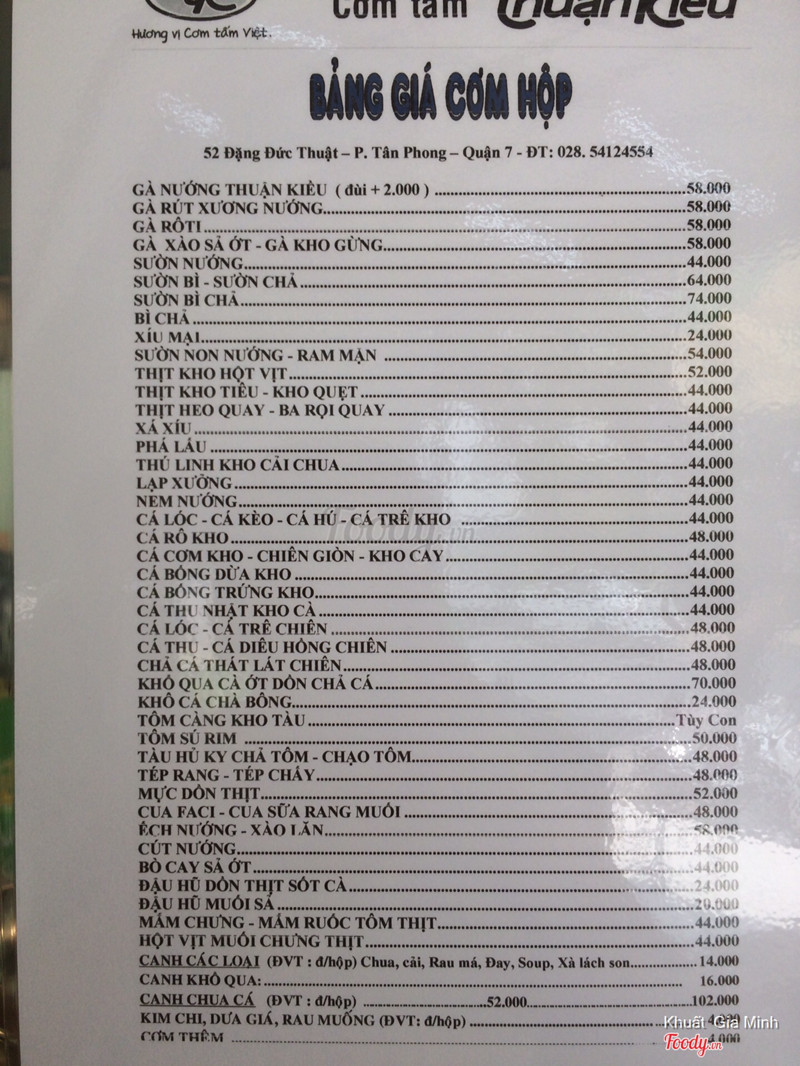 Hương vị Cơm tấm Việt.
Cơm tấm Thuận Kiều
BẢNG GIÁ CƠM HỘP
52 Đặng Đức Thuật – P. Tân Phong – Quận 7 - ĐT: 028. 54124554
GÀ NƯỚNG THUẬN KIỀU ( đùi + 2.000 ) ........58.000
GÀ RÚT XƯƠNG NƯỚNG........58.000
GÀ RÔTI........58.000
GÀ XÀO SẢ ỚT - GÀ KHO GỪNG........58.000
SƯỜN NƯỚNG........44.000
SƯỜN BÌ - SƯỜN CHẢ........64.000
SƯỜN BÌ CHẢ........74.000
BÌ CHẢ........44.000
XÍU MẠI........24.000
SƯỜN NON NƯỚNG - RAM MẶN ........54.000
THỊT KHO HỘT VỊT........52.000
THỊT KHO TIÊU - KHO QUẸT........44.000
THỊT HEO QUAY - BA RỌI QUAY........44.000
XÁ XÍU........44.000
PHÁ LẤU........44.000
THÚ LINH KHO CẢI CHUA........44.000
LẠP XƯỞNG........44.000
NEM NƯỚNG........44.000
CÁ LÓC - CÁ KÈO - CÁ HÚ - CÁ TRÊ KHO ........44.000
CÁ RÔ KHO........48.000
CÁ CƠM KHO - CHIÊN GIÒN - KHO CAY........44.000
CÁ BỐNG DỪA KHO........44.000
CÁ BỐNG TRỨNG KHO........44.000
CÁ THU NHẬT KHO CÀ........44.000
CÁ LÓC - CÁ TRÊ CHIÊN........48.000
CÁ THU - CÁ DIÊU HỒNG CHIÊN........48.000
CHẢ CÁ THÁT LÁT CHIÊN........48.000
KHỔ QUA CÀ ỚT DỒN CHẢ CÁ........70.000
KHÔ CÁ CHÀ BÔNG........24.000
TÔM CÀNG KHO TÀU........Tùy Con
TÔM SÚ RIM ........50.000
TÀU HỦ KY CHẢ TÔM - CHẠO TÔM........48.000
TÉP RANG - TÉP CHÁY........48.000
MỰC DỒN THỊT........52.000
CUA FACI - CUA SỮA RANG MUỐI........48.000
ẾCH NƯỚNG - XÀO LĂN........58.000
CÚT NƯỚNG........44.000
BÒ CAY SẢ ỚT........44.000
ĐẬU HŨ DỒN THỊT SỐT CÀ........24.000
ĐẬU HŨ MUỐI SẢ........20.000
MẮM CHƯNG - MẮM RUỐC TÔM THỊT........44.000
HỘT VỊT MUỐI CHƯNG THỊT........44.000
CANH CÁC LOẠI (ĐVT : đ/hộp) Chua, cải, Rau má, Đay, Soup, Xà lách son........14.000
CANH KHỔ QUA:........16.000
CANH CHUA CÁ (ĐVT : đ/hộp) ........52.000........102.000
KIM CHI, DƯA GIÁ, RAU MUỐNG (ĐVT: đ/hộp)........4.000
CƠM THÊM ........4.000
Foody.vn
Khuất Gia Minh
Foody.vn